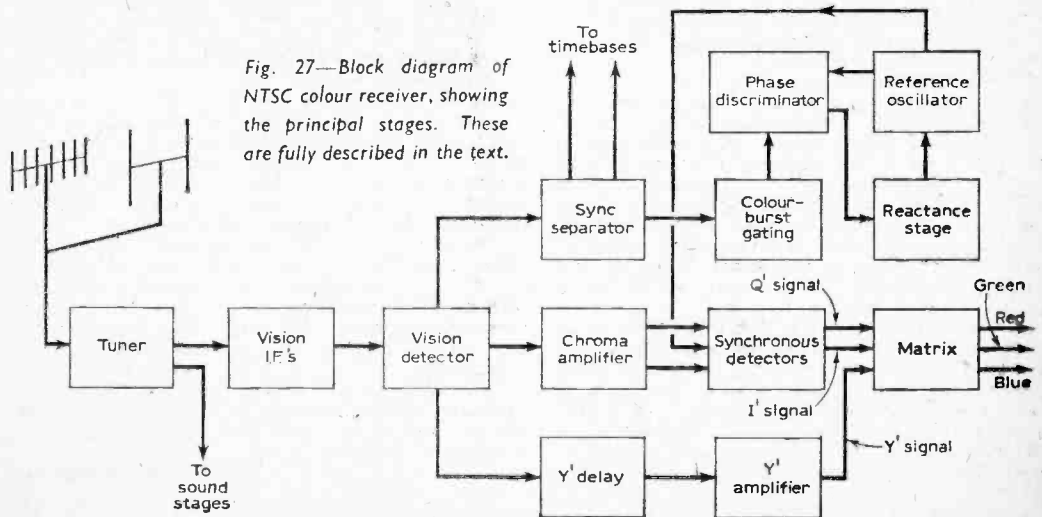 Fig. 27—Block diagram of
NTSC colour receiver, showing
the principal stages. These
are fully described in the text.
To
timebases
Phase
discriminator
Reference
oscillator
Sync
separator
Colour-
burst
gating
Reactance
stage
Q' signal
Green
Red
Tuner
Vision
I.F.'s
Vision
detector
Chroma
amplifier
Synchronous
detectors
Matrix
Blue
I' signal
Y' signal
To
sound
stages
Y' delay
Y'
amplifier